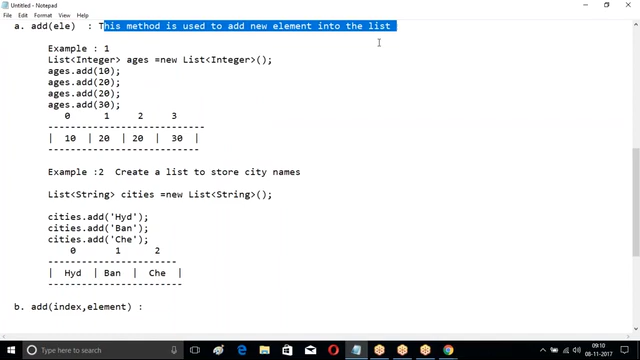 Untitled - Notepad
File Edit Format View Help
a. add(ele) : This method is used to add new element into the list
Example : 1
List<Integer> ages =new List<Integer>();
ages.add(10);
ages.add(20);
ages.add(20);
ages.add(30);
0 1 2 3
-----------------------------
| 10 | 20 | 20 | 30 |
----------------------------
Example :2 Create a list to store city names
List<String> cities =new List<String>();
cities.add('Hyd');
cities.add('Ban');
cities.add('Che');
0 1 2
------------------------
| Hyd | Ban | Che |
-------------------------
b. add(index,element) :
Type here to search
09:10
08-11-2017